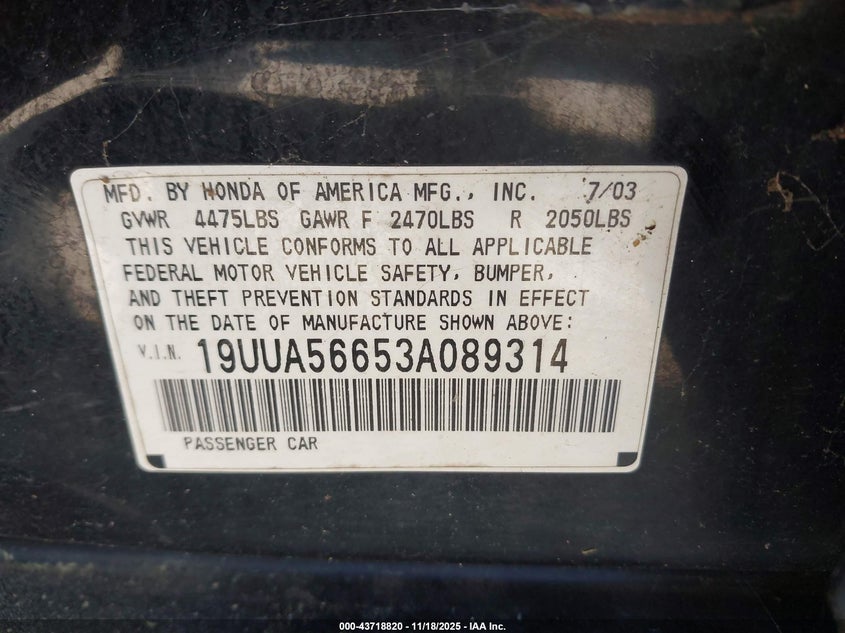 MFD. BY HONDA OF AMERICA MFG., INC. 7/03
GVWR 4475LBS GAWR F 2470LBS R 2050LBS
THIS VEHICLE CONFORMS TO ALL APPLICABLE
FEDERAL MOTOR VEHICLE SAFETY, BUMPER,
AND THEFT PREVENTION STANDARDS IN EFFECT
ON THE DATE OF MANUFACTURE SHOWN ABOVE:
V.I.N. 19UUA56653A089314
PASSENGER CAR
000-43718820 - 11/18/2025 - IAA Inc.